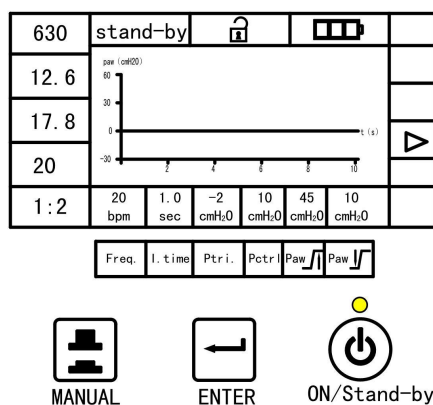 630
stand-by
12.6
17.8
20
1:2
paw (cmH2O)
60
30
0
-30
2
4
6
8
10
t (s)
20 bpm
1.0 sec
-2 cmH₂O
10 cmH₂O
45 cmH₂O
10 cmH₂O
Freq. I.time Ptri. Pctrl Paw Paw
MANUAL ENTER ON/Stand-by